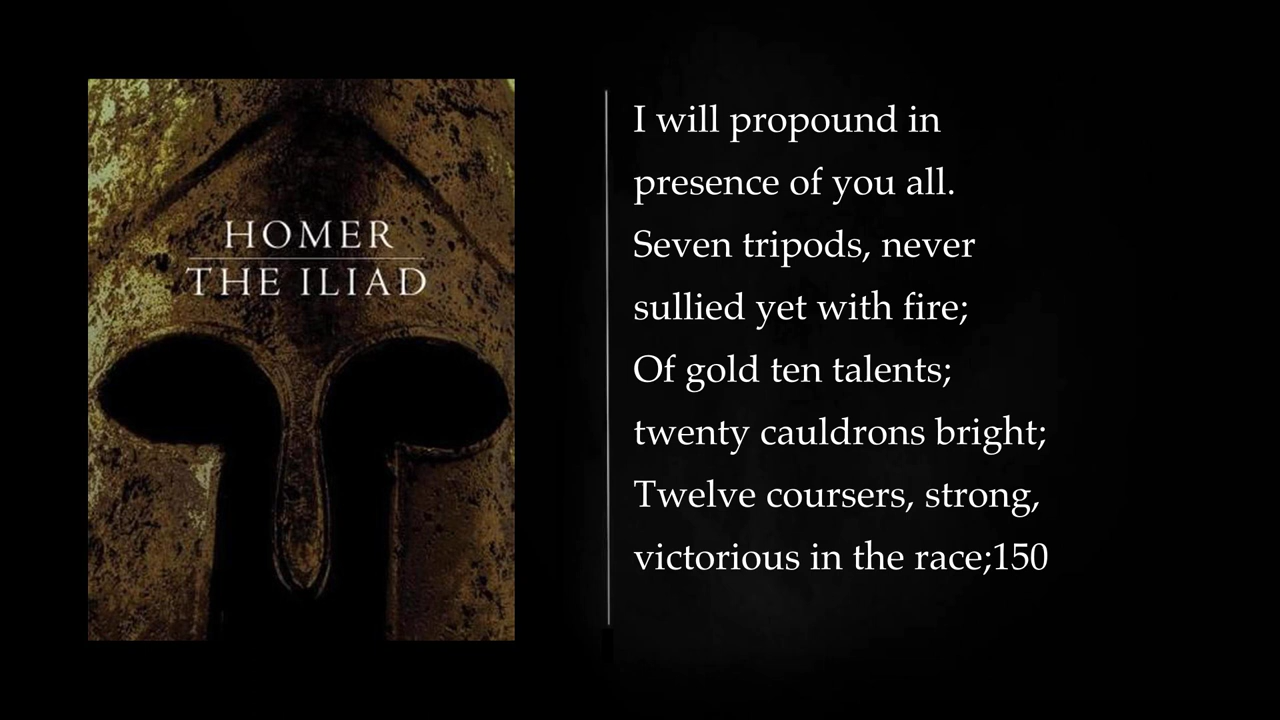 HOMER
THE ILIAD
I will propound in
presence of you all.
Seven tripods, never
sullied yet with fire;
Of gold ten talents;
twenty cauldrons bright;
Twelve coursers, strong,
victorious in the race;150